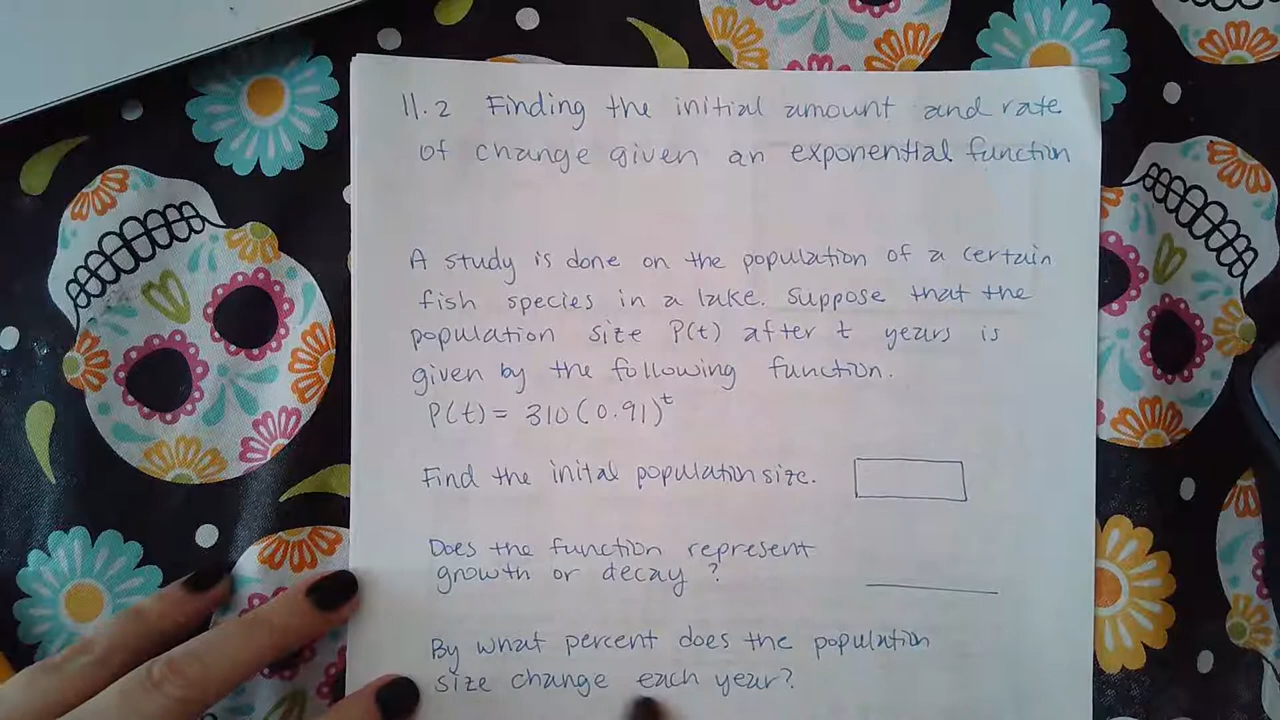 11.2 Finding the initial amount and rate
of change given an exponential function
A study is done on the population of a certain
fish species in a lake. Suppose that the
population size P(t) after t years is
given by the following function.
P(t) = 310(0.91)^t
Find the inital population size.
Does the function represent
growth or decay?
By what percent does the population
size change each year?